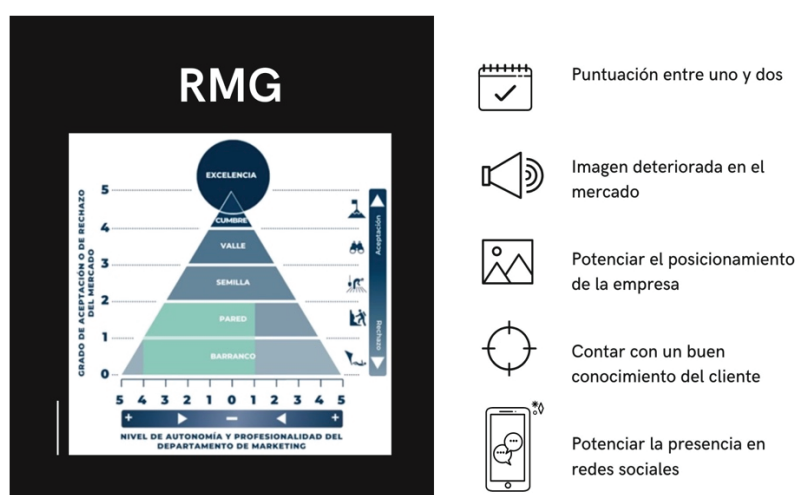 RMG
EXCELENCIA
CUMBRE
VALLE
SEMILLA
PARED
BARRANCO
GRADO DE ACEPTACIÓN O DE RECHAZO
DEL MERCADO
5
4
3
2
1
0
Aceptación
Rechazo
5 4 3 2 1 0 1 2 3 4 5
+ − +
NIVEL DE AUTONOMÍA Y PROFESIONALIDAD DEL
DEPARTAMENTO DE MARKETING
Puntuación entre uno y dos
Imagen deteriorada en el
mercado
Potenciar el posicionamiento
de la empresa
Contar con un buen
conocimiento del cliente
Potenciar la presencia en
redes sociales